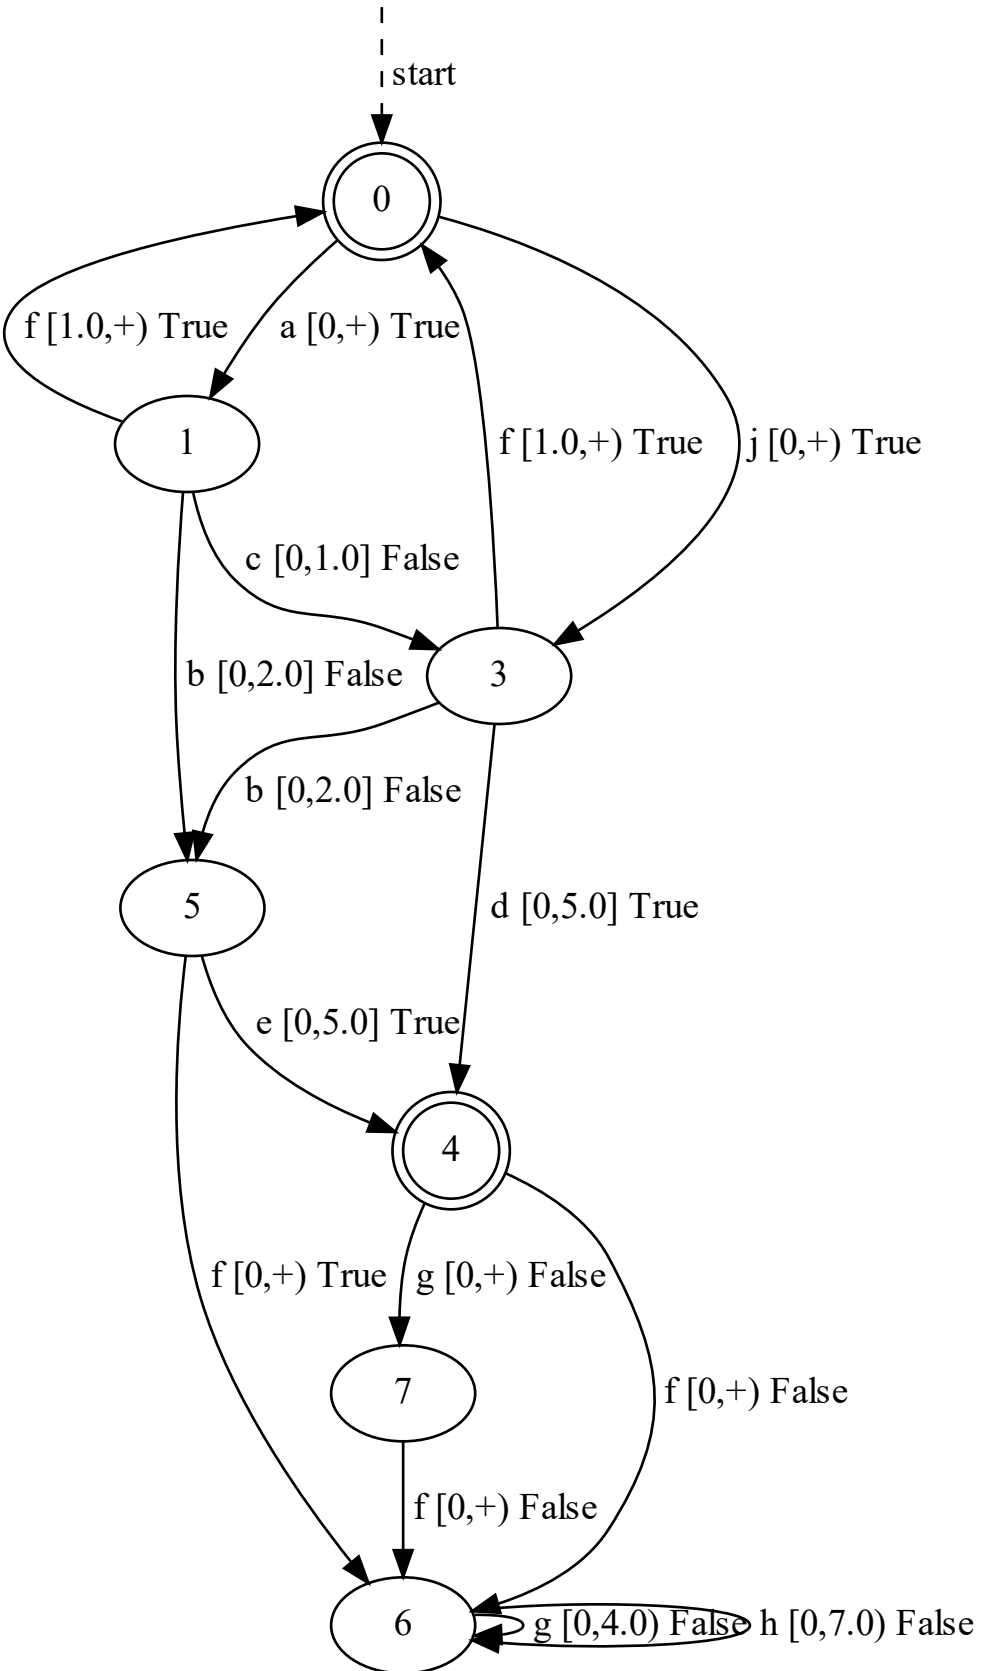 start
0
f [1.0,+) True
a [0,+) True
1
f [1.0,+) True
j [0,+) True
c [0,1.0] False
b [0,2.0] False
3
b [0,2.0] False
5
d [0,5.0] True
e [0,5.0] True
4
f [0,+) True
g [0,+) False
7
f [0,+) False
f [0,+) False
6
g [0,4.0) False
h [0,7.0) False